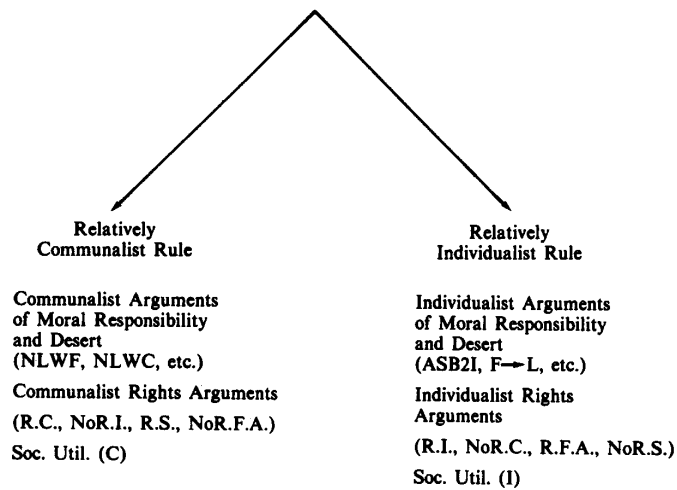 Relatively
Communalist Rule
Communalist Arguments
of Moral Responsibility
and Desert
(NLWF, NLWC, etc.)
Communalist Rights Arguments
(R.C., NoR.I., R.S., NoR.F.A.)
Soc. Util. (C)
Relatively
Individualist Rule
Individualist Arguments
of Moral Responsibility
and Desert
(ASB2I, F→L, etc.)
Individualist Rights
Arguments
(R.I., NoR.C., R.F.A., NoR.S.)
Soc. Util. (I)